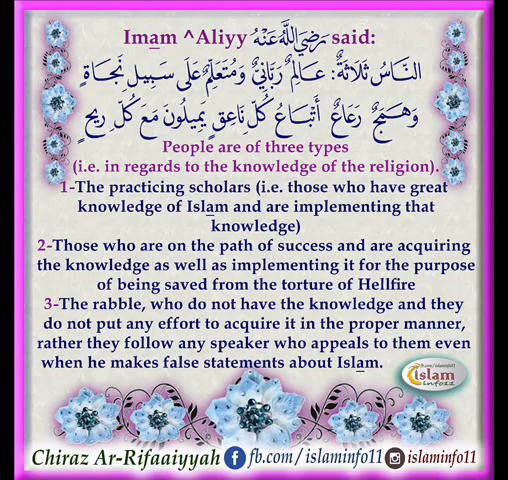 Imam ^Aliyy رَضِيَ اللَّهُ عَنْهُ said:
النَّاسُ ثَلَاثَةٌ: عَالِمٌ رَبَّانِيٌّ وَمُتَعَلِّمٌ عَلَى سَبِيلِ نَجَاةٍ
وَهَمَجٌ رَعَاعٌ أَتْبَاعُ كُلِّ نَاعِقٍ يَمِيلُونَ مَعَ كُلِّ رِيحٍ
People are of three types
(i.e. in regards to the knowledge of the religion).
1-The practicing scholars (i.e. those who have great
knowledge of Islam and are implementing that
knowledge)
2-Those who are on the path of success and are acquiring
the knowledge as well as implementing it for the purpose
of being saved from the torture of Hellfire
3-The rabble, who do not have the knowledge and they
do not put any effort to acquire it in the proper manner,
rather they follow any speaker who appeals to them even
when he makes false statements about Islam.
fb.com/islaminfo11
islam
info11
Chiraz Ar-Rifaaiyyah f fb.com/islaminfo11 islaminfo11